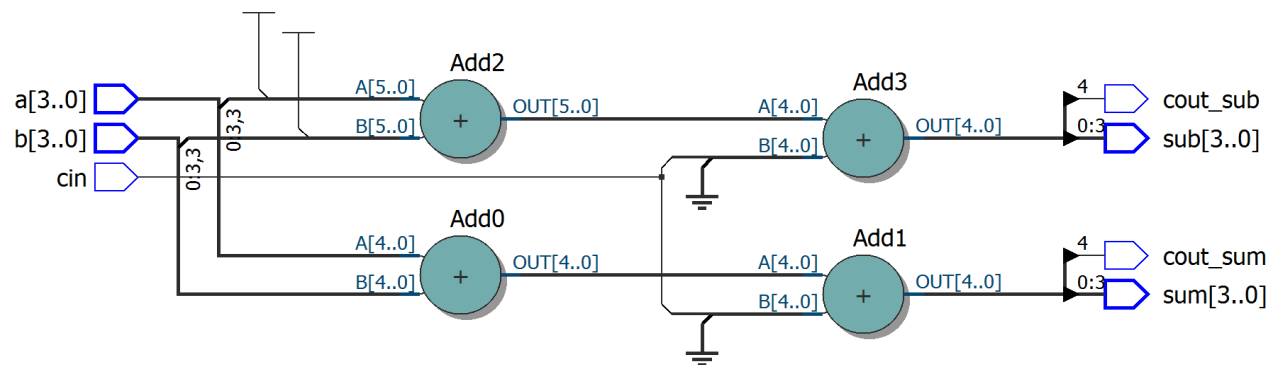 Add2
Add3
a[3..0]
b[3..0]
cin
0:3,3
0:3,3
A[5..0]
B[5..0]
+
OUT[5..0]
A[4..0]
B[4..0]
+
OUT[4..0]
4
0:3
cout_sub
sub[3..0]
Add0
Add1
A[4..0]
B[4..0]
+
OUT[4..0]
A[4..0]
B[4..0]
+
OUT[4..0]
4
0:3
cout_sum
sum[3..0]